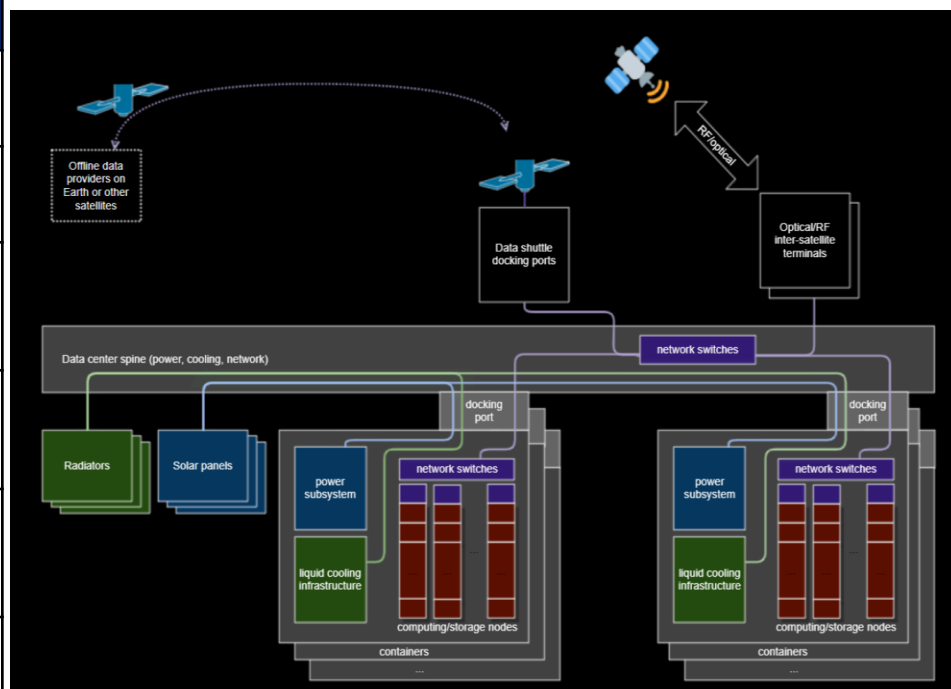 Offline data
providers on
Earth or other
satellites
RF/optical
Data shuttle
docking ports
Optical/RF
inter-satellite
terminals
Data center spine (power, cooling, network)
network switches
Radiators
Solar panels
docking
port
power
subsystem
network switches
liquid cooling
infrastructure
...
...
...
...
...
computing/storage nodes
containers
...
docking
port
power
subsystem
network switches
liquid cooling
infrastructure
...
...
...
...
...
computing/storage nodes
containers
...